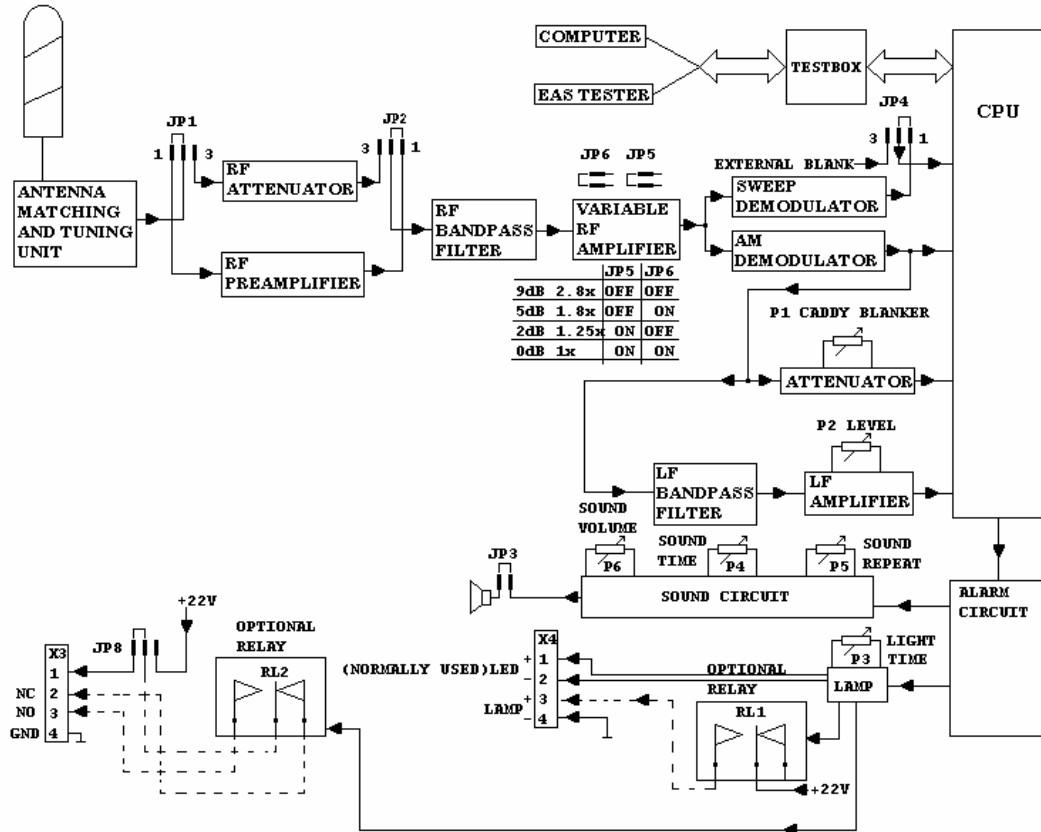 COMPUTER
EAS TESTER
TESTBOX
CPU
JP4
3
1
EXTERNAL BLANK
JP1
1
3
JP2
3
1
RF
ATTENUATOR
ANTENNA
MATCHING
AND TUNING
UNIT
RF
PREAMPLIFIER
RF
BANDPASS
FILTER
JP6
JP5
VARIABLE
RF
AMPLIFIER
SWEEP
DEMODULATOR
AM
DEMODULATOR
JP5 JP6
9dB 2.8x OFF OFF
5dB 1.8x OFF ON
2dB 1.25x ON OFF
0dB 1x ON ON
P1 CADDY BLANKER
ATTENUATOR
P2 LEVEL
LF
BANDPASS
FILTER
LF
AMPLIFIER
SOUND
VOLUME
P6
SOUND
TIME
P4
P5
SOUND
REPEAT
JP3
SOUND CIRCUIT
ALARM
CIRCUIT
+22V
JP8
X3
1
NC 2
NO 3
GND 4
OPTIONAL
RELAY
RL2
X4
(NORMALLY USED)LED
+ 1
- 2
LAMP
+ 3
- 4
OPTIONAL
RELAY
RL1
+22V
P3
LIGHT
TIME
LAMP